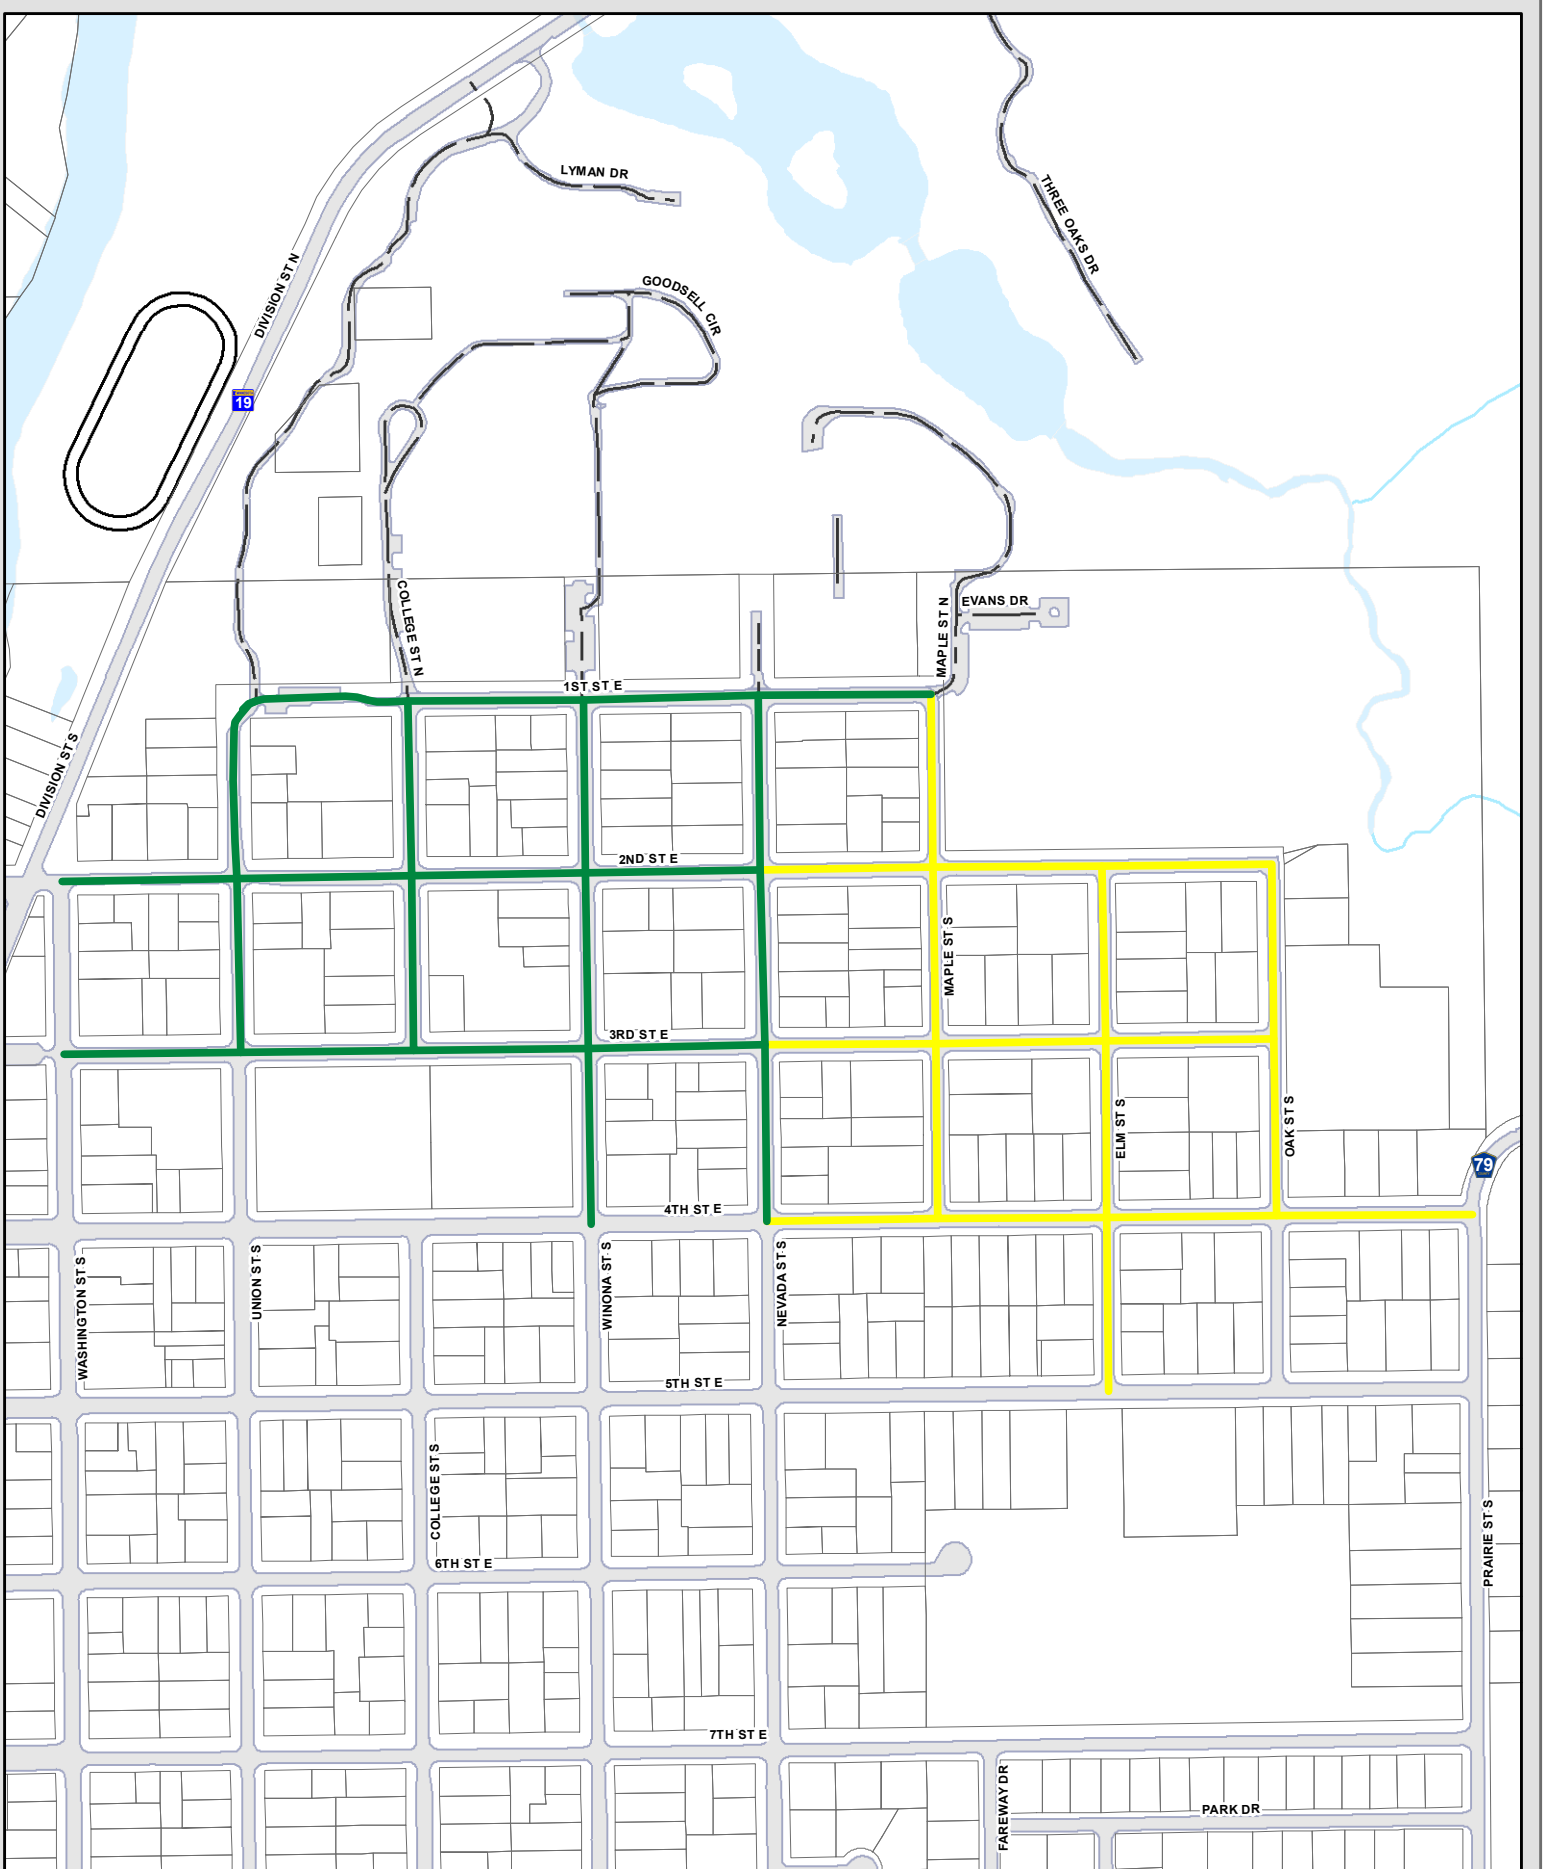 LYMAN DR
THREE OAKS DR
DIVISION ST N
GOODSELL CIR
19
COLLEGE ST N
MAPLE ST N
EVANS DR
1ST ST E
DIVISION ST S
2ND ST E
MAPLE ST S
3RD ST E
ELM ST S
OAK ST S
79
4TH ST E
WASHINGTON ST S
UNION ST S
WINONA ST S
NEVADA ST S
5TH ST E
COLLEGE ST S
6TH ST E
PRAIRIE ST S
7TH ST E
FAREWAY DR
PARK DR